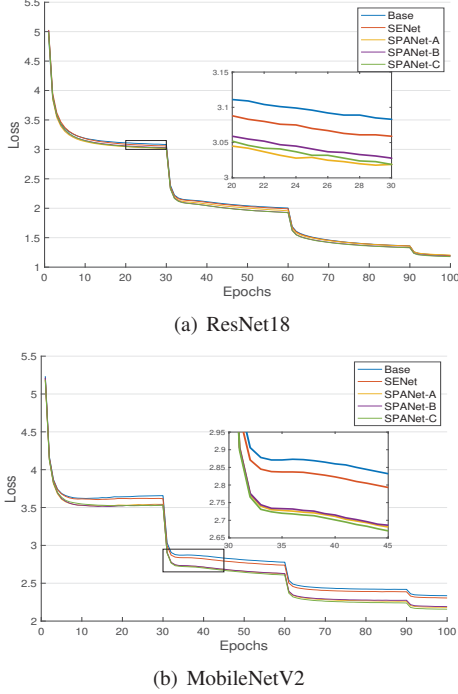 5.5
5
4.5
4
3.5
3
2.5
2
1.5
1
Loss
0 10 20 30 40 50 60 70 80 90 100
Epochs
Base
SENet
SPANet-A
SPANet-B
SPANet-C
3.15
3.1
3.05
3
20 22 24 26 28 30
(a) ResNet18
5.5
5
4.5
4
3.5
3
2.5
2
Loss
0 10 20 30 40 50 60 70 80 90 100
Epochs
Base
SENet
SPANet-A
SPANet-B
SPANet-C
2.95
2.9
2.85
2.8
2.75
2.7
2.65
30 35 40 45
(b) MobileNetV2